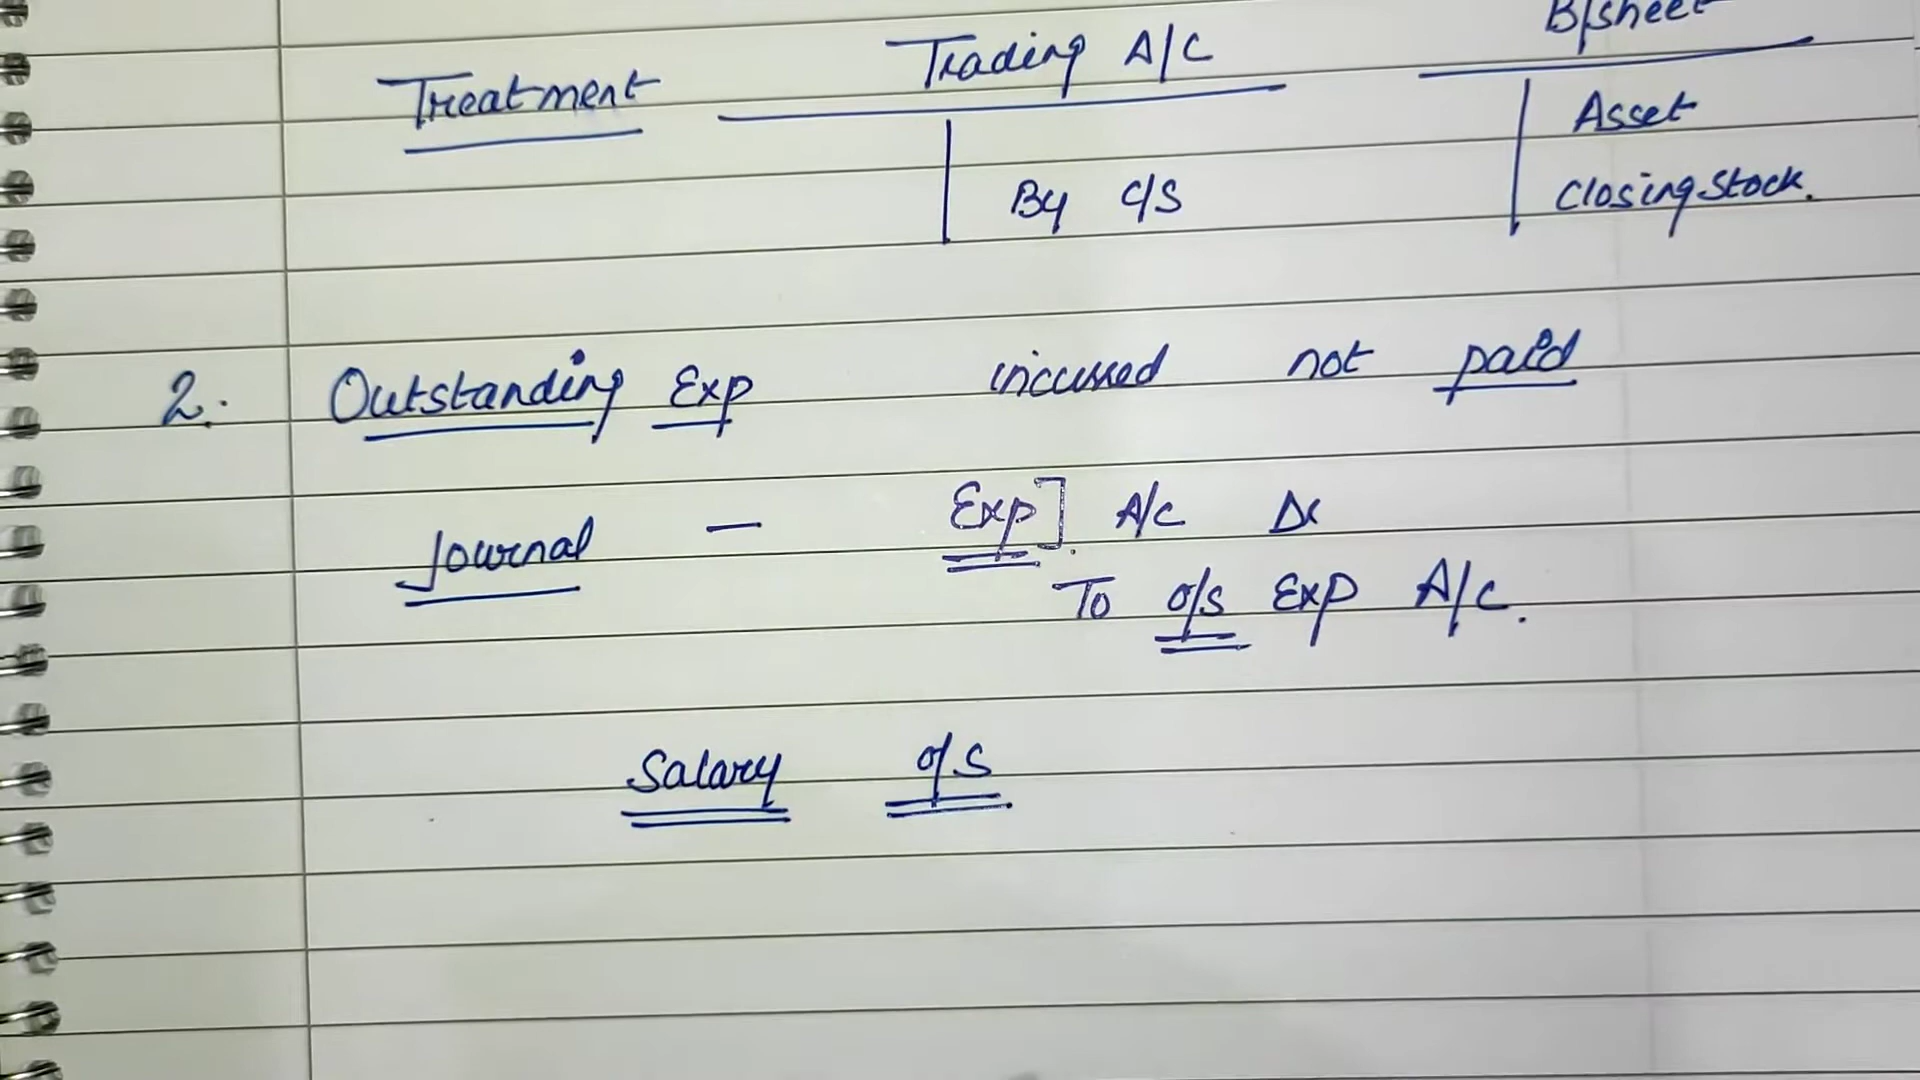 Treatment Trading A/C B/sheet
Asset
By C/S Closing stock.
2. Outstanding Exp incurred not paid
Journal — Exp] A/c Dr
To o/s Exp A/c.
Salary o/s